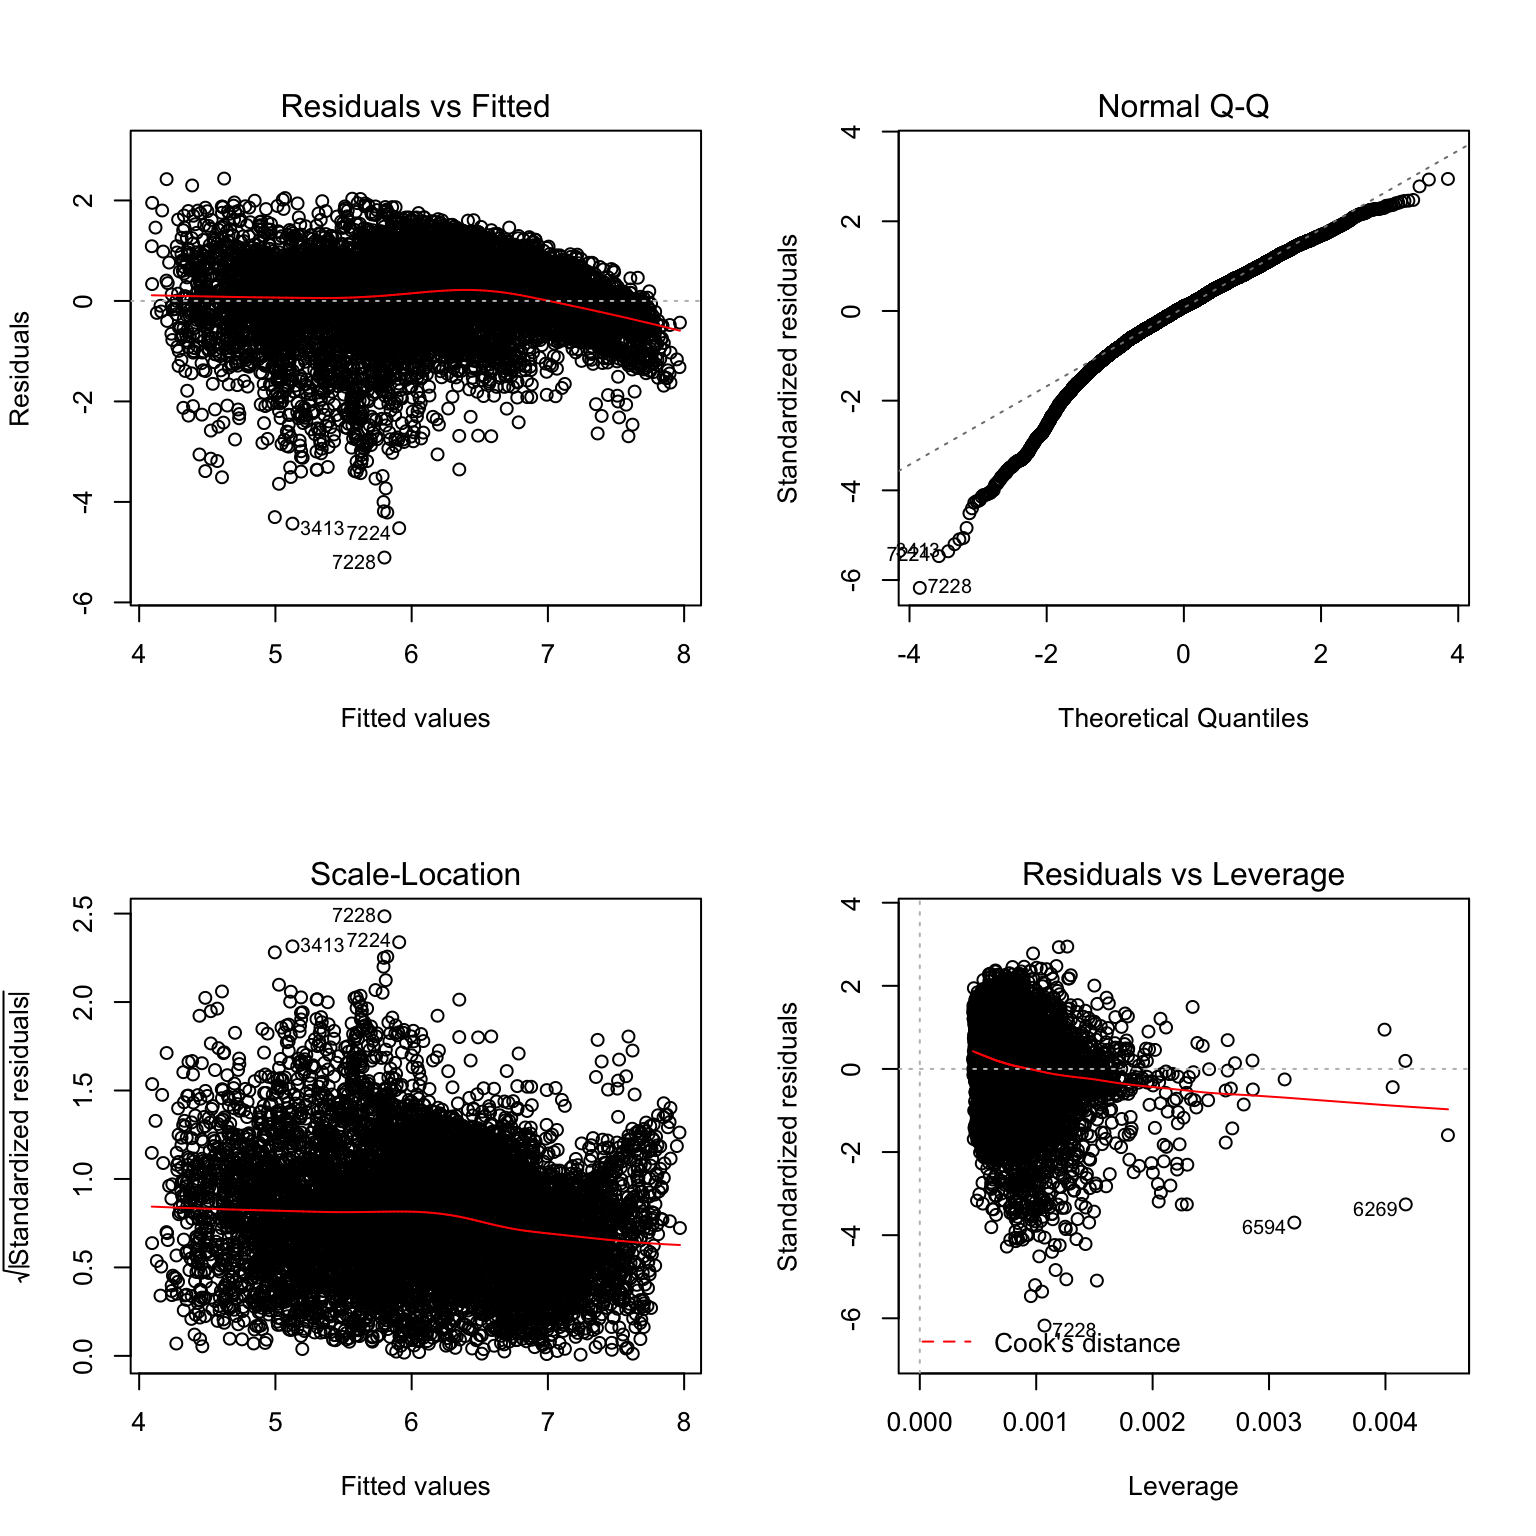 Residuals vs Fitted
Residuals
2
0
-2
-4
-6
3413
7224
7228
4 5 6 7 8
Fitted values
Normal Q-Q
Standardized residuals
4
2
0
-2
-4
-6
3413
7224
7228
-4 -2 0 2 4
Theoretical Quantiles
Scale-Location
√|Standardized residuals|
2.5
2.0
1.5
1.0
0.5
0.0
7228
3413
7224
4 5 6 7 8
Fitted values
Residuals vs Leverage
Standardized residuals
4
2
0
-2
-4
-6
6269
6594
7228
Cook's distance
0.000 0.001 0.002 0.003 0.004
Leverage